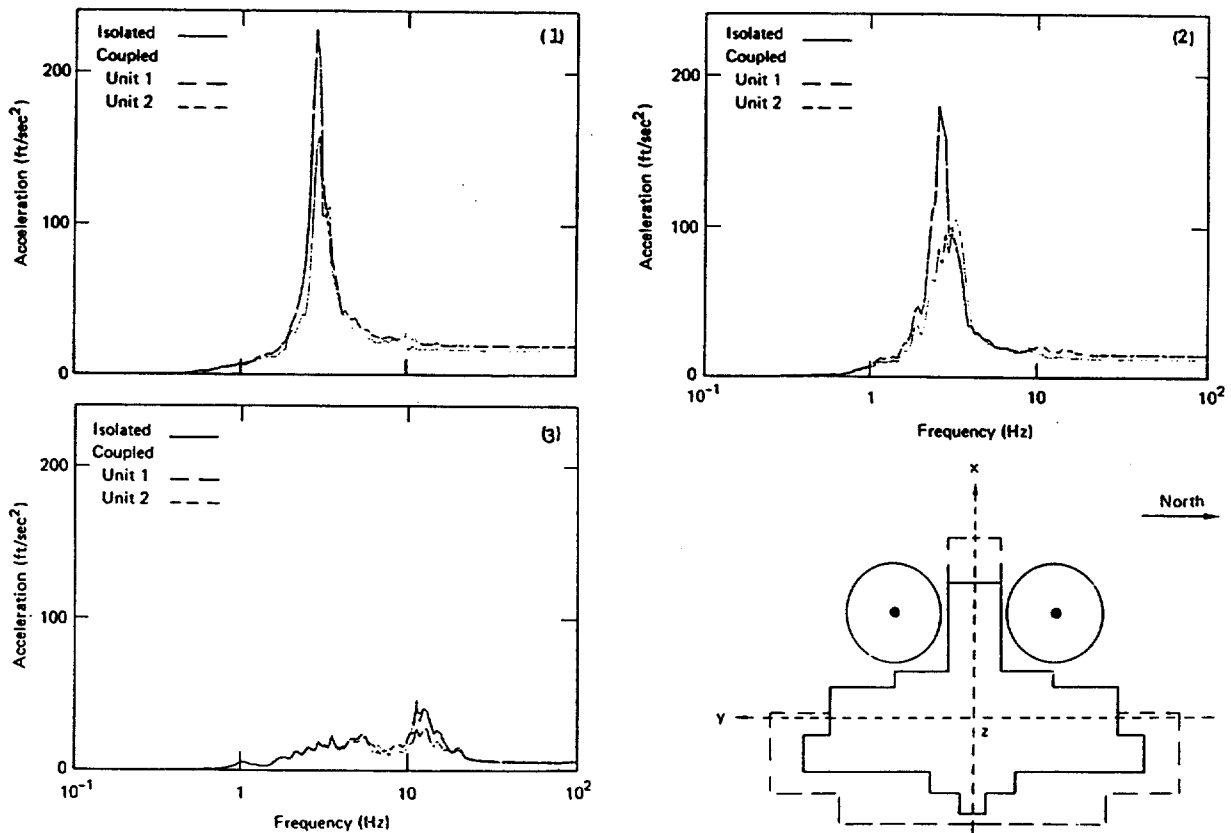 Isolated
Coupled
Unit 1
Unit 2
(1)
200
100
0
Acceleration (ft/sec²)
Isolated
Coupled
Unit 1
Unit 2
(2)
200
100
0
Acceleration (ft/sec²)
10⁻¹ 1 10 10²
Frequency (Hz)
Isolated
Coupled
Unit 1
Unit 2
(3)
200
100
0
Acceleration (ft/sec²)
10⁻¹ 1 10 10²
Frequency (Hz)
X
North
Y
Z